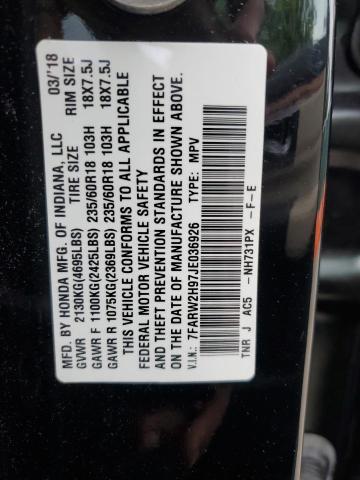 MFD. BY HONDA MFG. OF INDIANA, LLC 03/'18
GVWR 2130KG(4695LBS) TIRE SIZE RIM SIZE
GAWR F 1100KG(2425LBS) 235/60R18 103H 18X7.5J
GAWR R 1075KG(2369LBS) 235/60R18 103H 18X7.5J
THIS VEHICLE CONFORMS TO ALL APPLICABLE
FEDERAL MOTOR VEHICLE SAFETY
AND THEFT PREVENTION STANDARDS IN EFFECT
ON THE DATE OF MANUFACTURE SHOWN ABOVE.
V.I.N.: 7FARW2H97JE036926 TYPE: MPV
TNR J AC5 -NH731PX -F-E